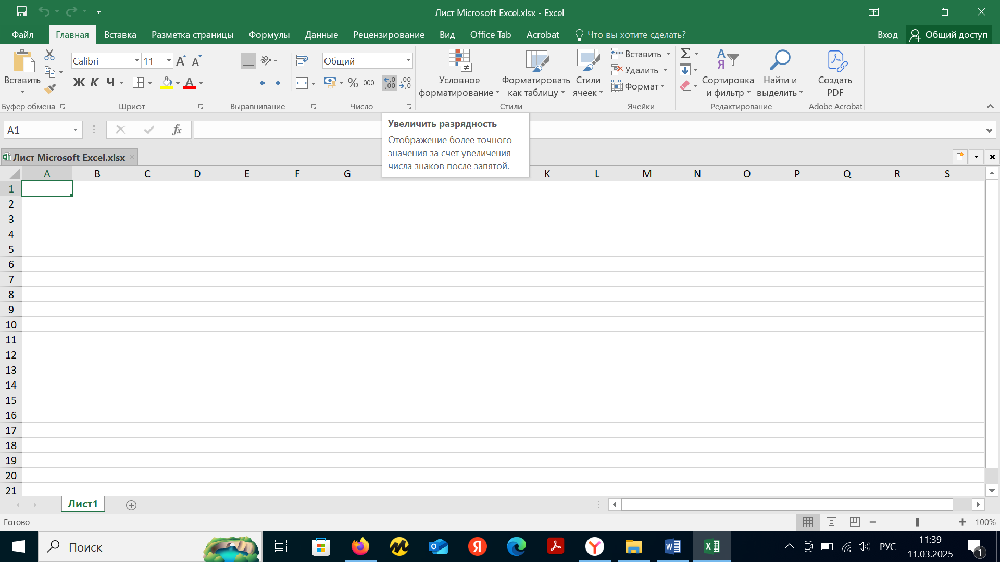 Лист Microsoft Excel.xlsx - Excel
Файл Главная Вставка Разметка страницы Формулы Данные Рецензирование Вид Office Tab Acrobat Что вы хотите сделать? Вход Общий доступ
Вставить
Буфер обмена
Calibri 11
Ж К Ч А
Шрифт
Выравнивание
Общий
% 000 ,0 ,00 ,00 ,0
Число
Условное форматирование
Форматировать как таблицу
Стили ячеек
Стили
Вставить
Удалить
Формат
Ячейки
Σ
Сортировка и фильтр
Найти и выделить
Редактирование
Создать PDF
Adobe Acrobat
A1 fx
Увеличить разрядность
Отображение более точного
значения за счет увеличения
числа знаков после запятой.
Лист Microsoft Excel.xlsx
A B C D E F G K L M N O P Q R S
1
2
3
4
5
6
7
8
9
10
11
12
13
14
15
16
17
18
19
20
21
Лист1
Готово 100%
Поиск РУС 11:39
11.03.2025 1